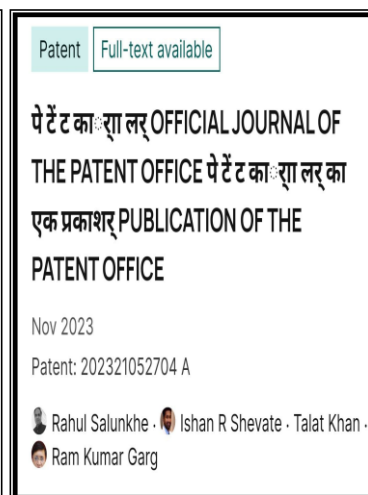 Patent Full-text available
पे टें ट का◌ॅ र्‍याा लर् OFFICIAL JOURNAL OF
THE PATENT OFFICE पे टें ट का◌ॅ र्‍याा लर् का
एक प्रकाशर् PUBLICATION OF THE
PATENT OFFICE
Nov 2023
Patent: 202321052704 A
Rahul Salunkhe · Ishan R Shevate · Talat Khan ·
Ram Kumar Garg